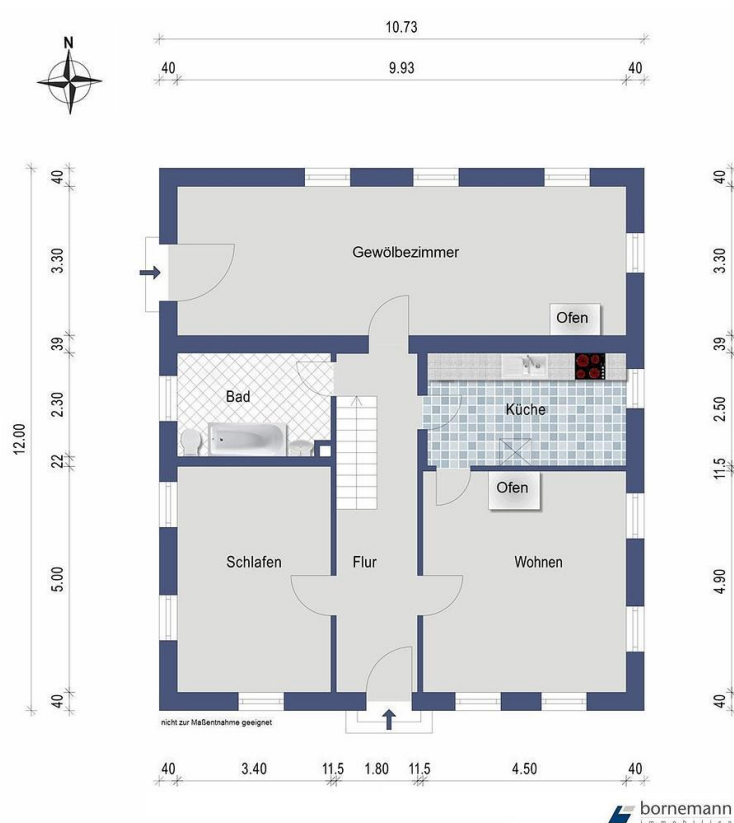 10.73
N
40 9.93 40
40 40
Gewölbezimmer
3.30 3.30
Ofen
39 39
Bad
2.30 Küche 2.50
12.00
22 11.5
Ofen
Schlafen Flur Wohnen
5.00 4.90
40 40
nicht zur Maßentnahme geeignet
40 3.40 11.5 1.80 11.5 4.50 40
bornemann
immobilien